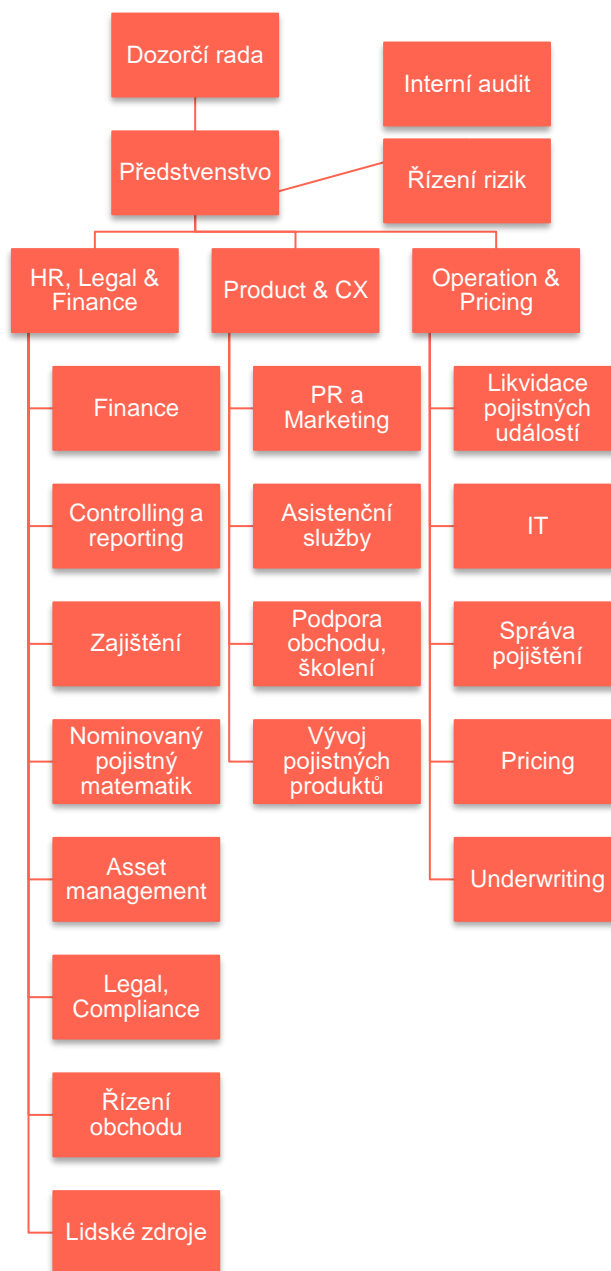 Dozorčí rada
Interní audit
Předstvenstvo
Řízení rizik
HR, Legal &
Finance
Product & CX
Operation &
Pricing
Finance
PR a
Marketing
Likvidace
pojistných
událostí
Controlling a
reporting
Asistenční
služby
IT
Zajištění
Podpora
obchodu,
školení
Správa
pojištění
Nominovaný
pojistný
matematik
Vývoj
pojistných
produktů
Pricing
Asset
management
Underwriting
Legal,
Compliance
Řízení
obchodu
Lidské zdroje